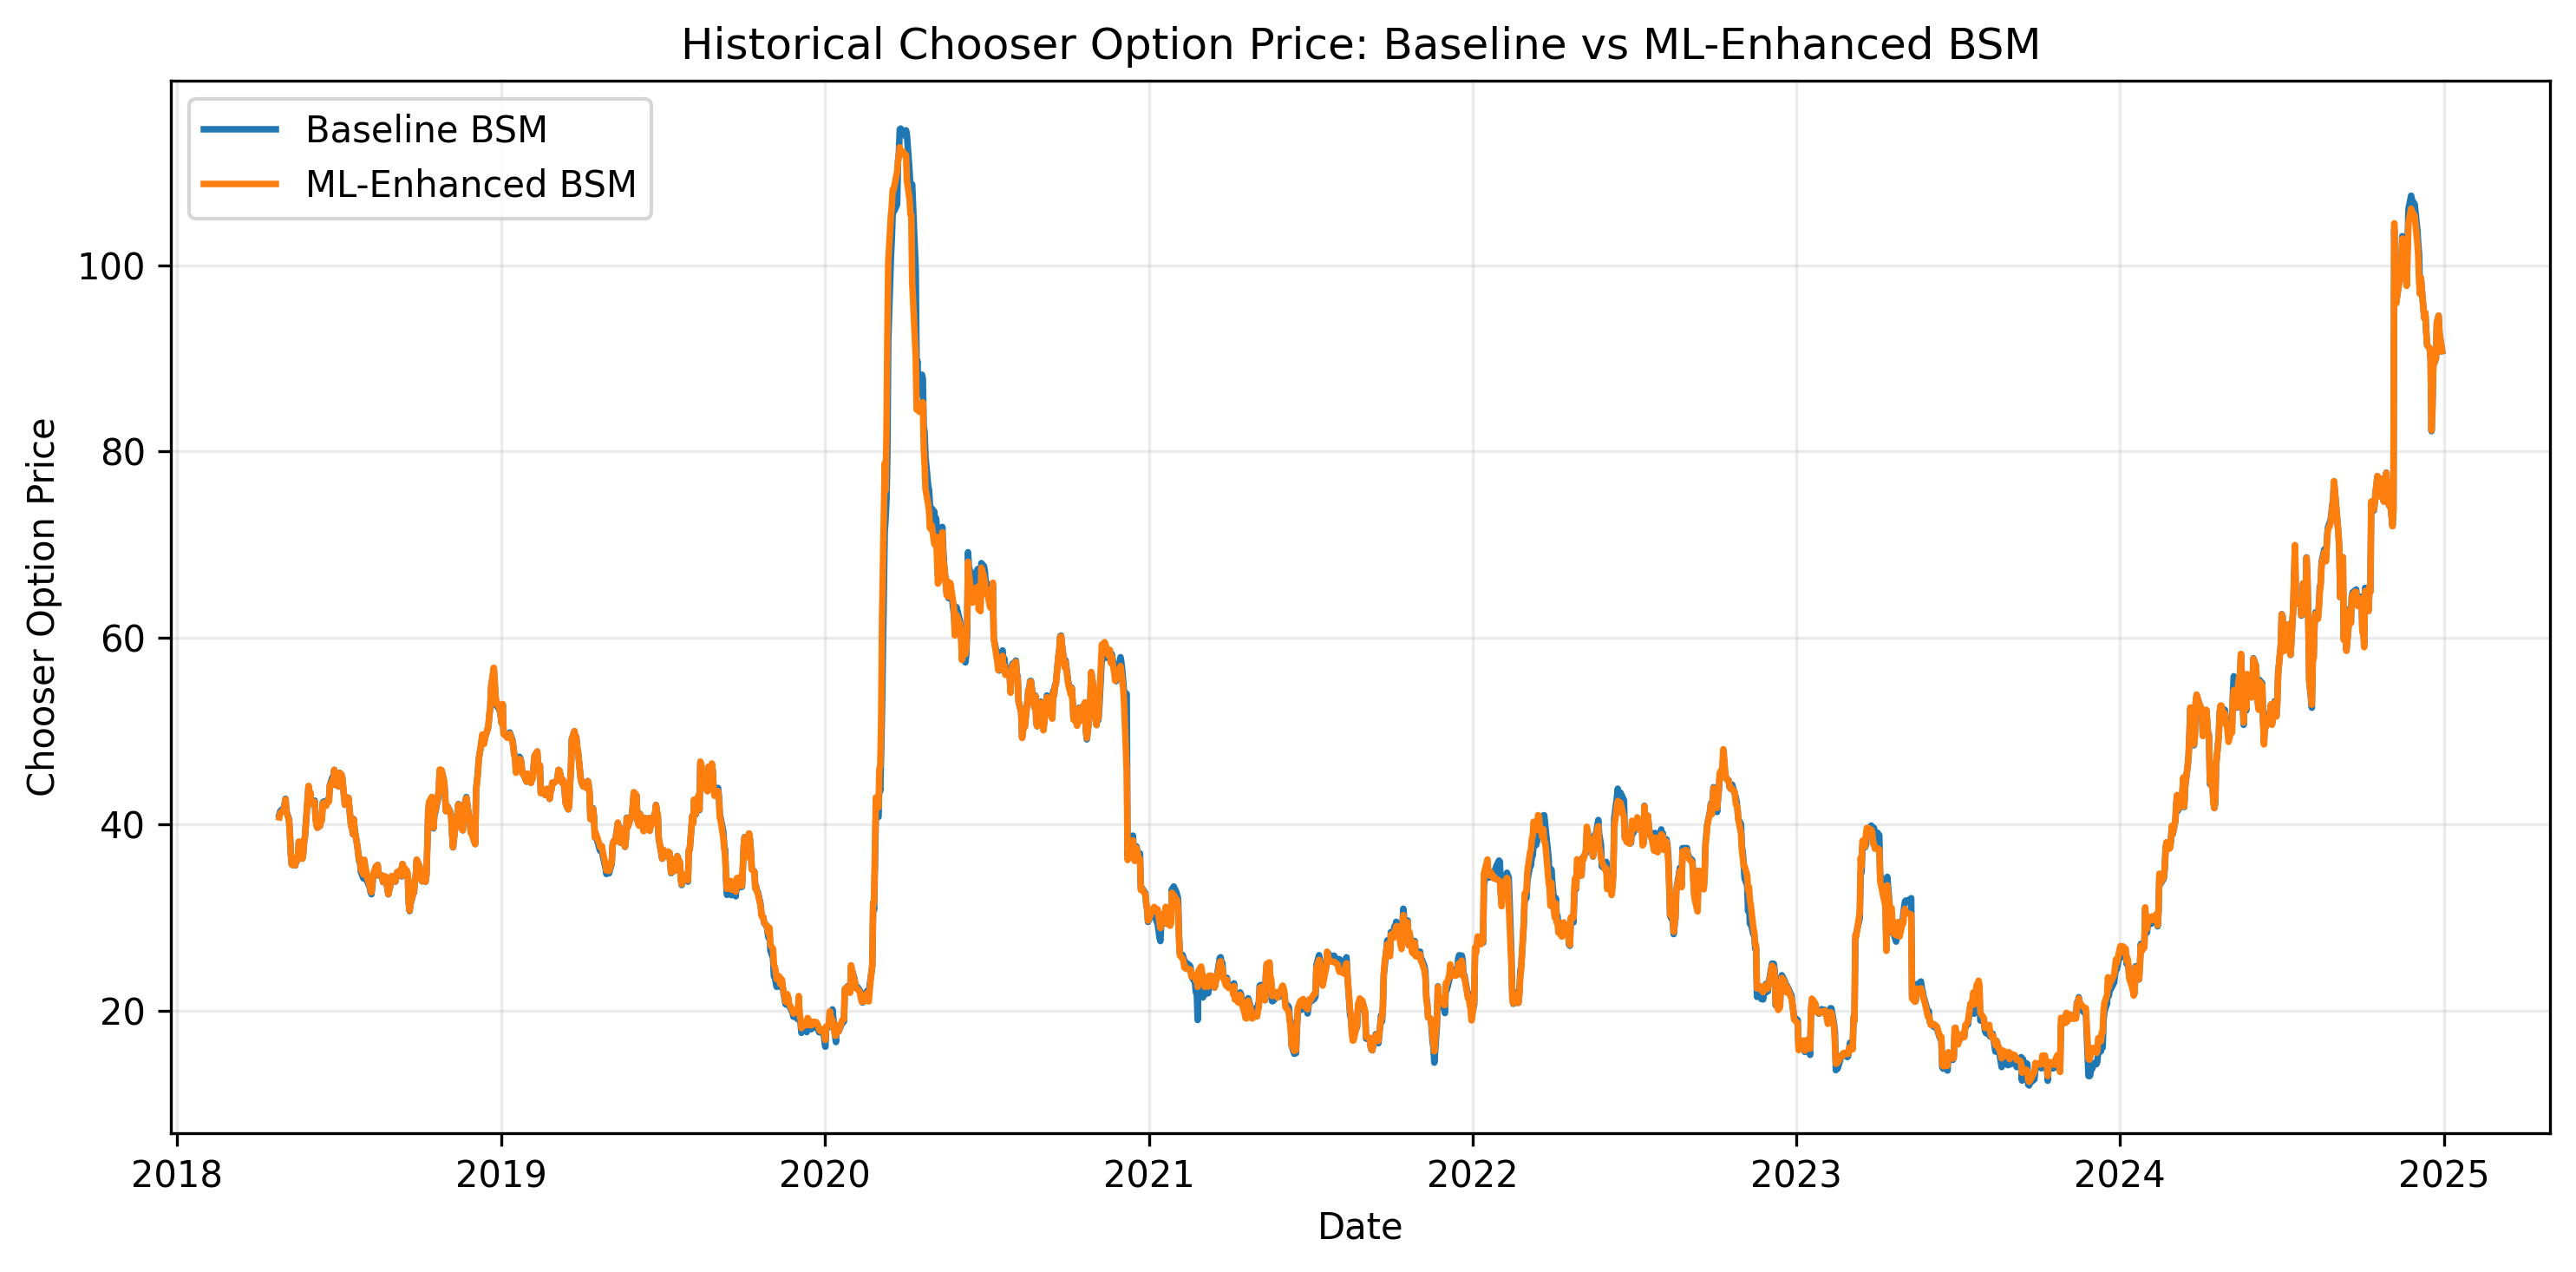 Historical Chooser Option Price: Baseline vs ML-Enhanced BSM
Baseline BSM
ML-Enhanced BSM
Chooser Option Price
100
80
60
40
20
2018 2019 2020 2021 2022 2023 2024 2025
Date